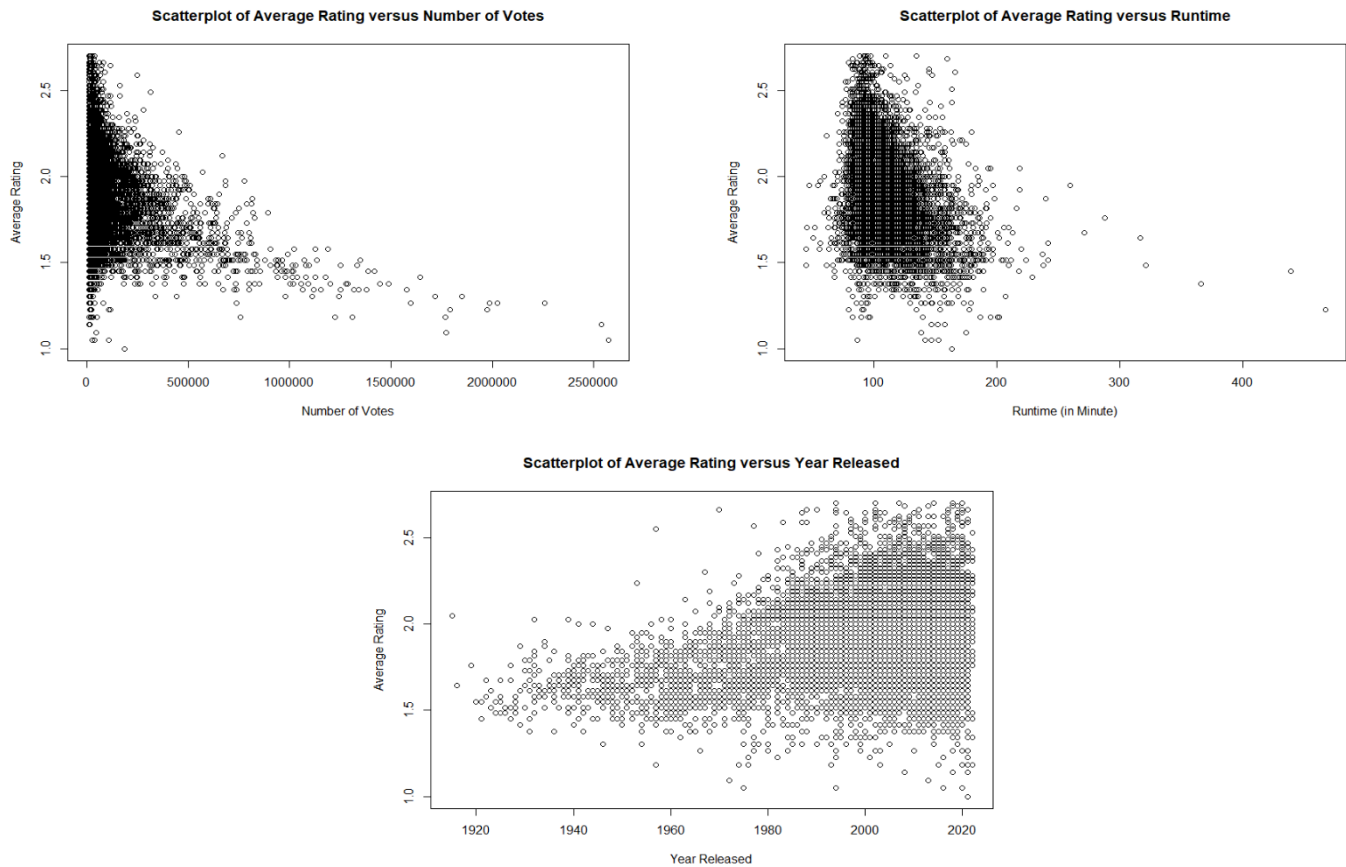 Scatterplot of Average Rating versus Number of Votes
Average Rating
2.5
2.0
1.5
1.0
0 500000 1000000 1500000 2000000 2500000
Number of Votes
Scatterplot of Average Rating versus Runtime
Average Rating
2.5
2.0
1.5
1.0
100 200 300 400
Runtime (in Minute)
Scatterplot of Average Rating versus Year Released
Average Rating
2.5
2.0
1.5
1.0
1920 1940 1960 1980 2000 2020
Year Released